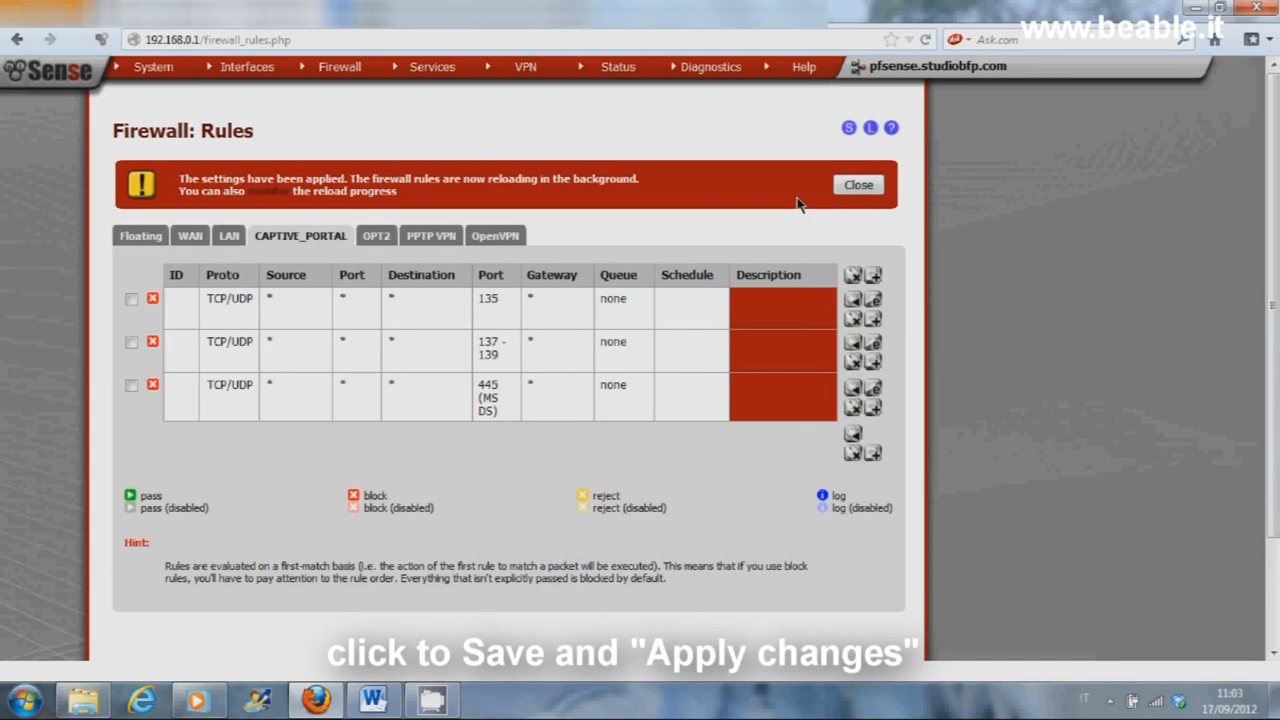 www.beable.it
192.168.0.1/firewall_rules.php
Ask.com
Sense
System
Interfaces
Firewall
Services
VPN
Status
Diagnostics
Help
pfsense.studiobfp.com
Firewall: Rules
S L ?
The settings have been applied. The firewall rules are now reloading in the background.
You can also monitor the reload progress
Close
Floating
WAN
LAN
CAPTIVE_PORTAL
OPT2
PPTP VPN
OpenVPN
ID Proto Source Port Destination Port Gateway Queue Schedule Description
TCP/UDP * * * 135 * none
TCP/UDP * * * 137 - * none
139
TCP/UDP * * * 445 * none
(MS
DS)
pass
block
reject
log
pass (disabled)
block (disabled)
reject (disabled)
log (disabled)
Hint:
Rules are evaluated on a first-match basis (i.e. the action of the first rule to match a packet will be executed). This means that if you use block
rules, you'll have to pay attention to the rule order. Everything that isn't explicitly passed is blocked by default.
click to Save and "Apply changes"
IT
11:03
17/09/2012